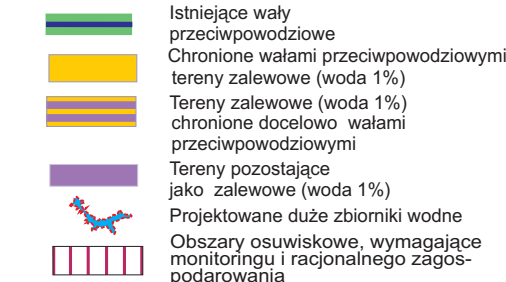 Istniejące wały
przeciwpowodziowe
Chronione wałami przeciwpowodziowymi
tereny zalewowe (woda 1%)
Tereny zalewowe (woda 1%)
chronione docelowo wałami
przeciwpowodziowymi
Tereny pozostające
jako zalewowe (woda 1%)
Projektowane duże zbiorniki wodne
Obszary osuwiskowe, wymagające
monitoringu i racjonalnego zagos-
podarowania